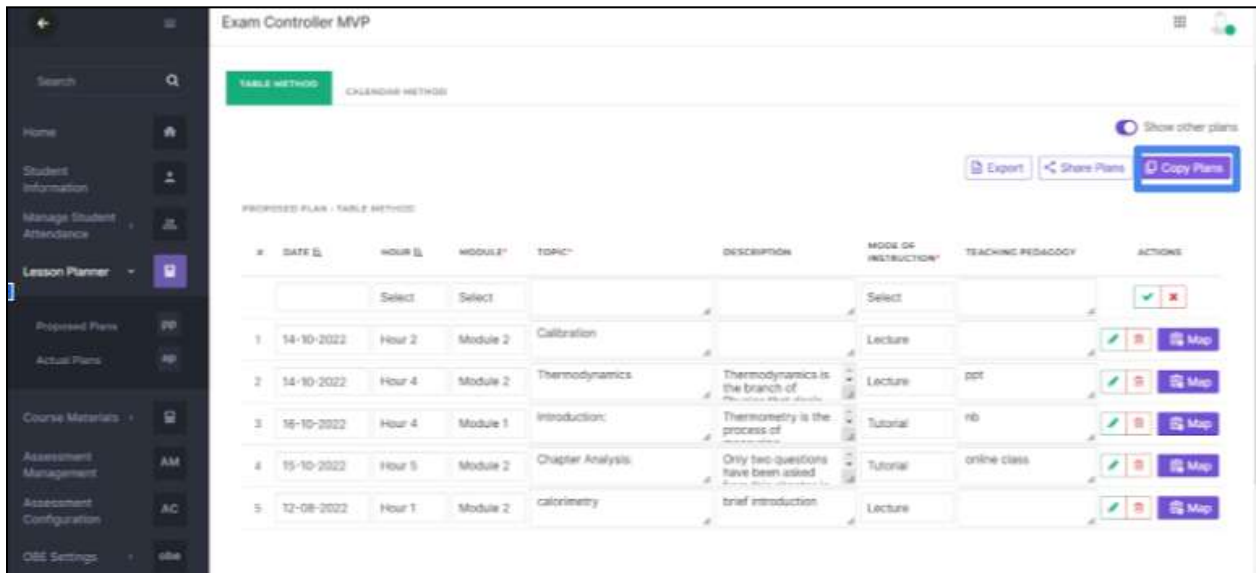 Exam Controller MVP
Search
Home
Student
Information
Manage Student
Attendance
Lesson Planner
Proposed Plans PP
Actual Plans ap
Course Materials
Assessment
Management AM
Assessment
Configuration AC
OBE Settings obe
TABLE METHOD CALENDAR METHOD
Show other plans
Export Share Plans Copy Plans
PROPOSED PLAN - TABLE METHOD
# DATE HOUR MODULE* TOPIC* DESCRIPTION MODE OF INSTRUCTION* TEACHING PEDAGOGY ACTIONS
Select Select Select
1 14-10-2022 Hour 2 Module 2 Calibration Lecture Map
2 14-10-2022 Hour 4 Module 2 Thermodynamics Thermodynamics is Lecture ppt Map
the branch of
3 16-10-2022 Hour 4 Module 1 Introduction: Thermometry is the Tutorial nb Map
process of
4 15-10-2022 Hour 5 Module 2 Chapter Analysis: Only two questions Tutorial online class Map
have been asked
5 12-08-2022 Hour 1 Module 2 calorimetry brief introduction Lecture Map